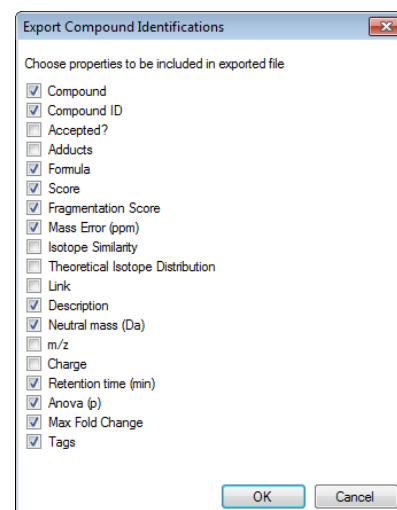 Export Compound Identifications
Choose properties to be included in exported file
Compound
Compound ID
Accepted?
Adducts
Formula
Score
Fragmentation Score
Mass Error (ppm)
Isotope Similarity
Theoretical Isotope Distribution
Link
Description
Neutral mass (Da)
m/z
Charge
Retention time (min)
Anova (p)
Max Fold Change
Tags
OK Cancel